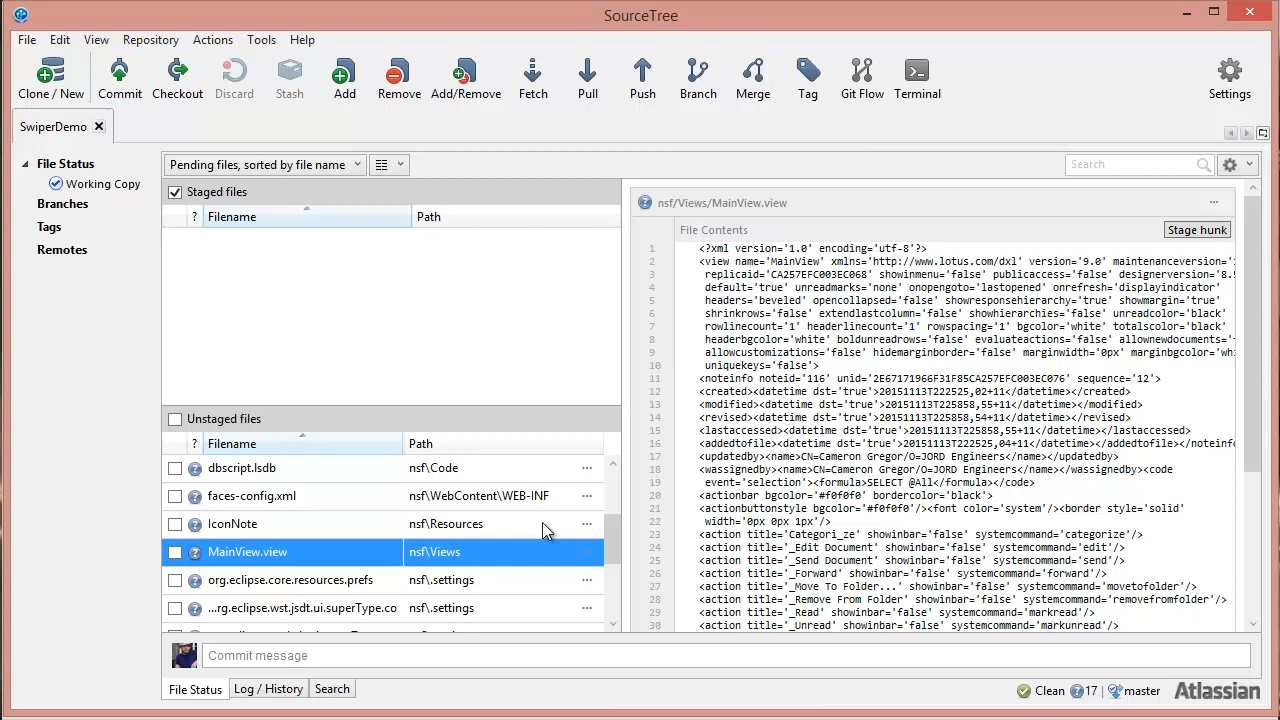 SourceTree
File Edit View Repository Actions Tools Help
Clone / New Commit Checkout Discard Stash Add Remove Add/Remove Fetch Pull Push Branch Merge Tag Git Flow Terminal Settings
SwiperDemo
File Status
Working Copy
Branches
Tags
Remotes
Pending files, sorted by file name
Search
Staged files
? Filename Path
Unstaged files
? Filename Path
dbscript.lsdb nsf\Code
faces-config.xml nsf\WebContent\WEB-INF
IconNote nsf\Resources
MainView.view nsf\Views
org.eclipse.core.resources.prefs nsf\.settings
...rg.eclipse.wst.jsdt.ui.superType.co nsf\.settings
nsf/Views/MainView.view
File Contents Stage hunk
1 <?xml version='1.0' encoding='utf-8'?>
2 <view name='MainView' xmlns='http://www.lotus.com/dxl' version='9.0' maintenanceversion=
3 replicaid='CA257EFC003EC068' showinmenu='false' publicaccess='false' designerversion='8.
4 default='true' unreadmarks='none' onopengoto='lastopened' onrefresh='displayindicator'
5 headers='beveled' opencollapsed='false' showresponsehierarchy='true' showmargin='true'
6 shrinkrows='false' extendlastcolumn='false' showhierarchies='false' unreadcolor='black'
7 rowlinecount='1' headerlinecount='1' rowspacing='1' bgcolor='white' totalscolor='black'
8 headerbgcolor='white' boldunreadrows='false' evaluateactions='false' allownewdocuments=
9 allowcustomizations='false' hidemarginborder='false' marginwidth='0px' marginbgcolor='wh
10 uniquekeys='false'>
11 <noteinfo noteid='116' unid='2E67171966F31F85CA257EFC003EC076' sequence='12'>
12 <created><datetime dst='true'>20151113T222525,02+11</datetime></created>
13 <modified><datetime dst='true'>20151113T225858,55+11</datetime></modified>
14 <revised><datetime dst='true'>20151113T225858,54+11</datetime></revised>
15 <lastaccessed><datetime dst='true'>20151113T225858,55+11</datetime></lastaccessed>
16 <addedtofile><datetime dst='true'>20151113T222525,04+11</datetime></addedtofile></noteinfo
17 <updatedby><name>CN=Cameron Gregor/O=JORD Engineers</name></updatedby>
18 <wassignedby><name>CN=Cameron Gregor/O=JORD Engineers</name></wassignedby><code
19 event='selection'><formula>SELECT @All</formula></code>
20 <actionbar bgcolor='#f0f0f0' bordercolor='black'>
21 <actionbuttonstyle bgcolor='#f0f0f0'/><font color='system'/><border style='solid'
22 width='0px 0px 1px'/>
23 <action title='Categori_ze' showinbar='false' systemcommand='categorize'/>
24 <action title='_Edit Document' showinbar='false' systemcommand='edit'/>
25 <action title='_Send Document' showinbar='false' systemcommand='send'/>
26 <action title='_Forward' showinbar='false' systemcommand='forward'/>
27 <action title='_Move To Folder...' showinbar='false' systemcommand='movetofolder'/>
28 <action title='_Remove From Folder' showinbar='false' systemcommand='removefromfolder'/>
29 <action title='_Read' showinbar='false' systemcommand='markread'/>
30 <action title='_Unread' showinbar='false' systemcommand='markunread'/>
Commit message
File Status Log / History Search
Clean 17 master Atlassian